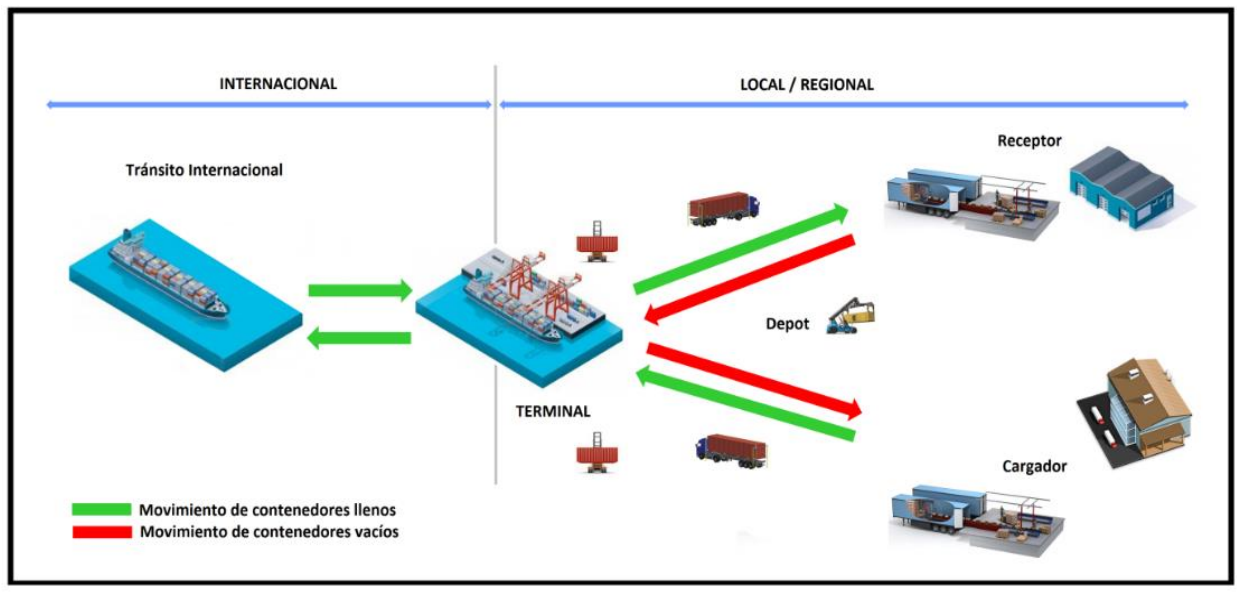 INTERNACIONAL
LOCAL / REGIONAL
Tránsito Internacional
Receptor
Depot
TERMINAL
Cargador
Movimiento de contenedores llenos
Movimiento de contenedores vacíos